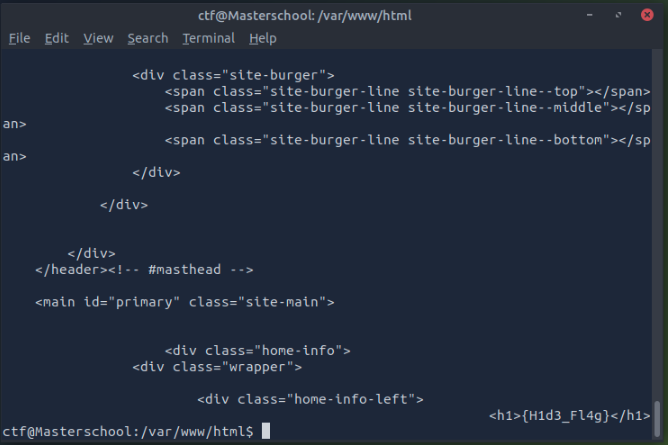 ctf@Masterschool: /var/www/html
File Edit View Search Terminal Help
<div class="site-burger">
<span class="site-burger-line site-burger-line--top"></span>
<span class="site-burger-line site-burger-line--middle"></sp
an>
<span class="site-burger-line site-burger-line--bottom"></sp
an>
</div>
</div>
</div>
</header><!-- #masthead -->
<main id="primary" class="site-main">
<div class="home-info">
<div class="wrapper">
<div class="home-info-left">
<h1>{H1d3_Fl4g}</h1>
ctf@Masterschool:/var/www/html$